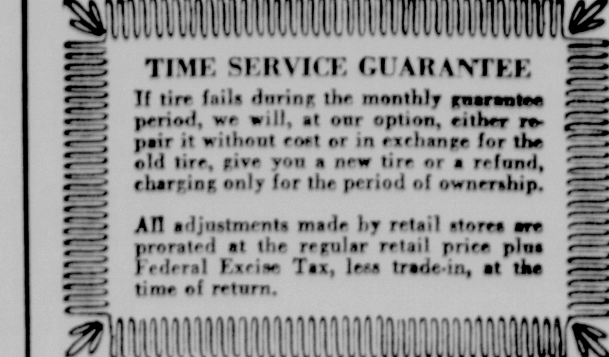 TIME SERVICE GUARANTEE
If tire fails during the monthly guarantee
period, we will, at our option, either re-
pair it without cost or in exchange for the
old tire, give you a new tire or a refund,
charging only for the period of ownership.
All adjustments made by retail stores are
prorated at the regular retail price plus
Federal Excise Tax, less trade-in, at the
time of return.